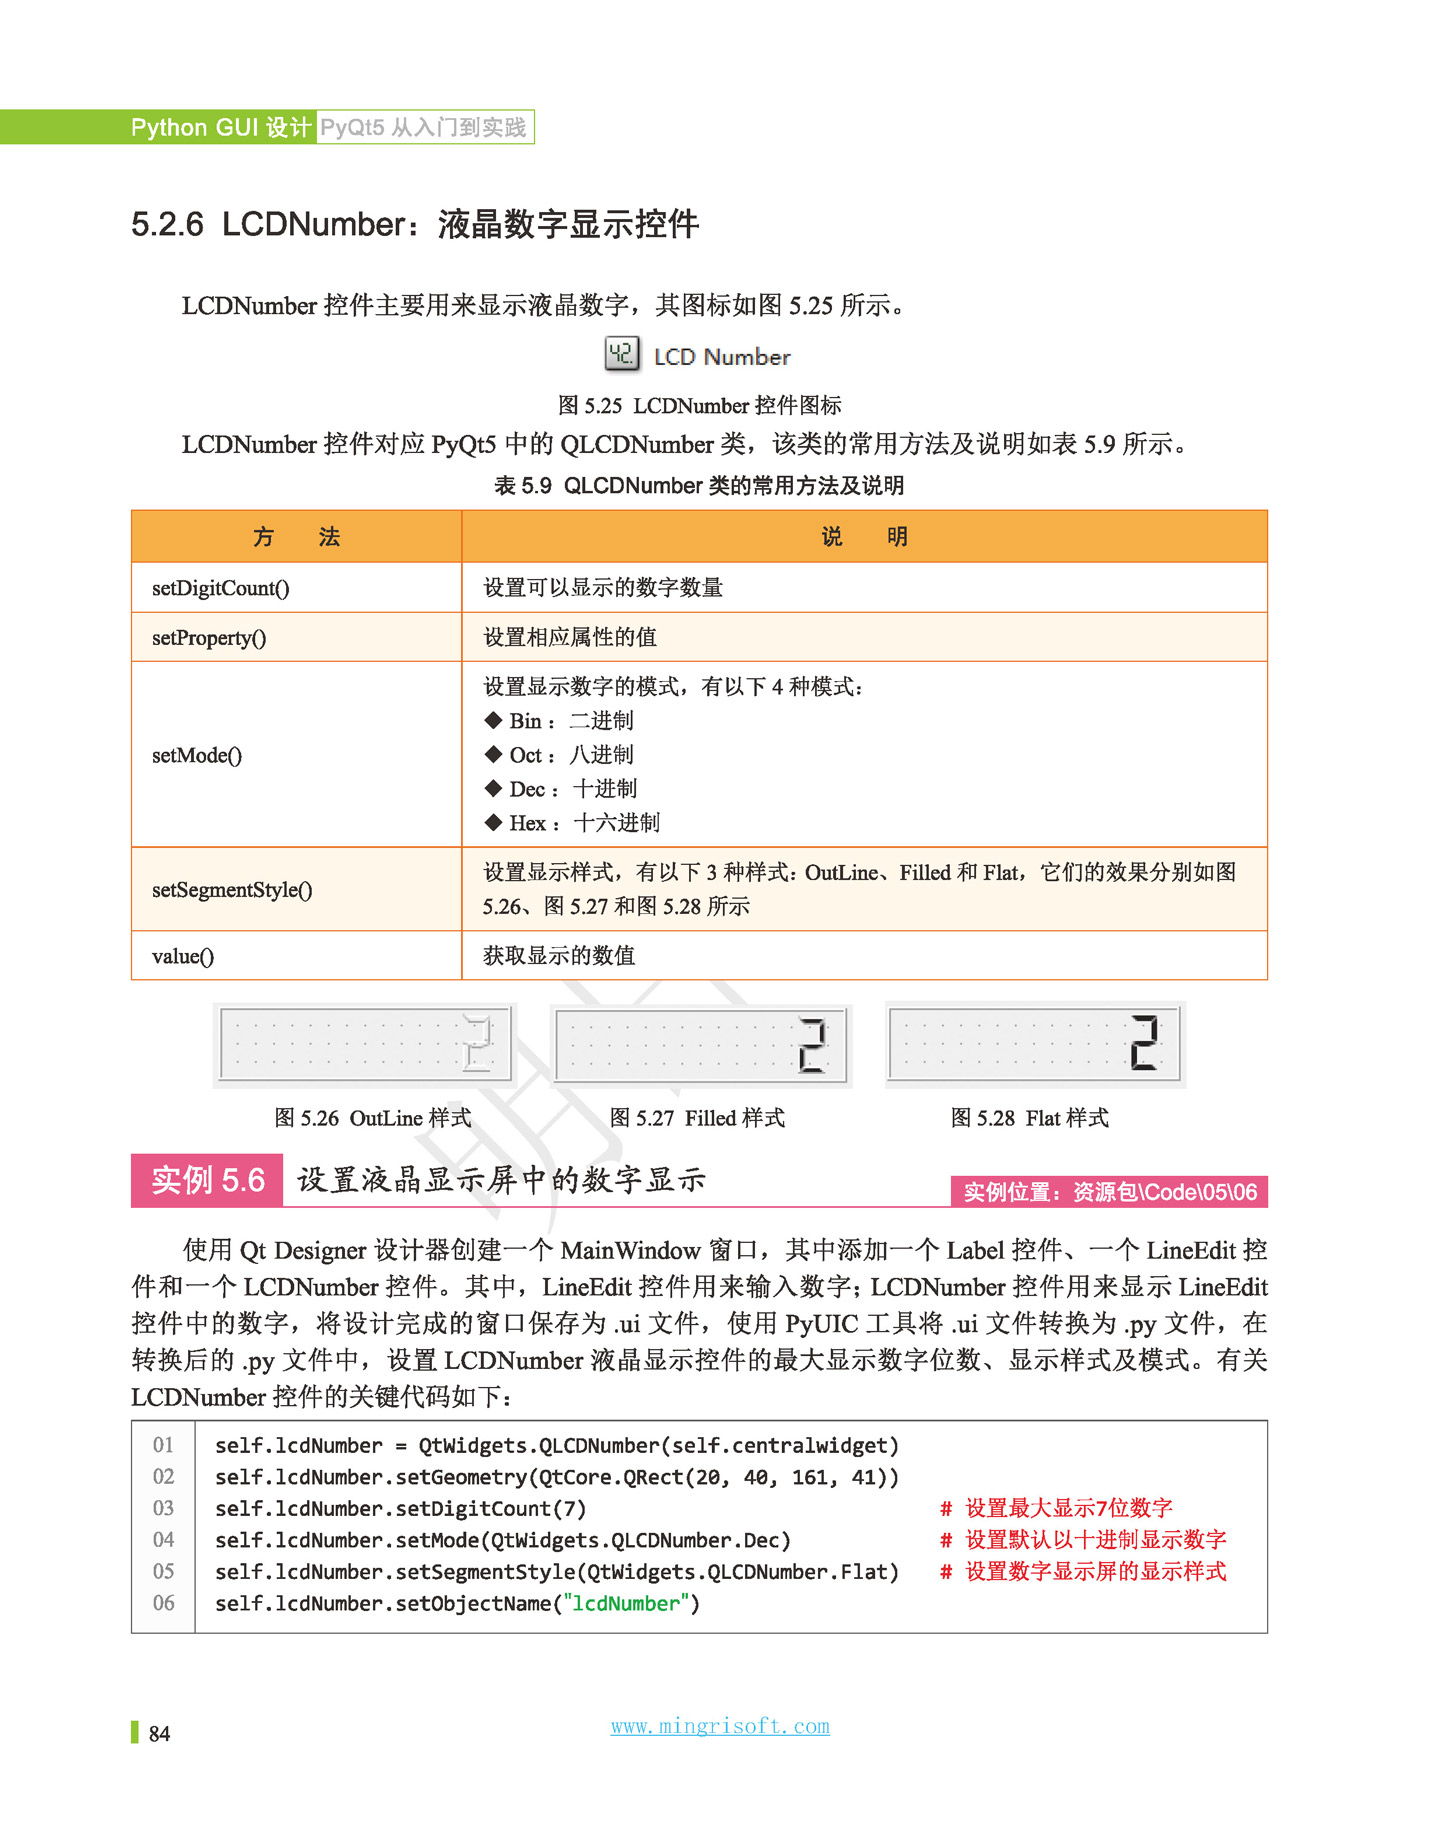 Python GUI 设计 PyQt5 从入门到实践
5.2.6 LCDNumber：液晶数字显示控件
LCDNumber 控件主要用来显示液晶数字，其图标如图 5.25 所示。
42. LCD Number
图 5.25 LCDNumber 控件图标
LCDNumber 控件对应 PyQt5 中的 QLCDNumber 类，该类的常用方法及说明如表 5.9 所示。
表 5.9 QLCDNumber 类的常用方法及说明
方 法 说 明
setDigitCount() 设置可以显示的数字数量
setProperty() 设置相应属性的值
设置显示数字的模式，有以下 4 种模式：
◆ Bin：二进制
setMode() ◆ Oct：八进制
◆ Dec：十进制
◆ Hex：十六进制
setSegmentStyle() 设置显示样式，有以下 3 种样式：OutLine、Filled 和 Flat，它们的效果分别如图
5.26、图 5.27 和图 5.28 所示
value() 获取显示的数值
2 2 2
图 5.26 OutLine 样式 图 5.27 Filled 样式 图 5.28 Flat 样式
实例 5.6 设置液晶显示屏中的数字显示 实例位置：资源包\Code\05\06
使用 Qt Designer 设计器创建一个 MainWindow 窗口，其中添加一个 Label 控件、一个 LineEdit 控
件和一个 LCDNumber 控件。其中，LineEdit 控件用来输入数字；LCDNumber 控件用来显示 LineEdit
控件中的数字，将设计完成的窗口保存为 .ui 文件，使用 PyUIC 工具将 .ui 文件转换为 .py 文件，在
转换后的 .py 文件中，设置 LCDNumber 液晶显示控件的最大显示数字位数、显示样式及模式。有关
LCDNumber 控件的关键代码如下：
01 self.lcdNumber = QtWidgets.QLCDNumber(self.centralwidget)
02 self.lcdNumber.setGeometry(QtCore.QRect(20, 40, 161, 41))
03 self.lcdNumber.setDigitCount(7) # 设置最大显示7位数字
04 self.lcdNumber.setMode(QtWidgets.QLCDNumber.Dec) # 设置默认以十进制显示数字
05 self.lcdNumber.setSegmentStyle(QtWidgets.QLCDNumber.Flat) # 设置数字显示屏的显示样式
06 self.lcdNumber.setObjectName("lcdNumber")
84 www.mingrisoft.com